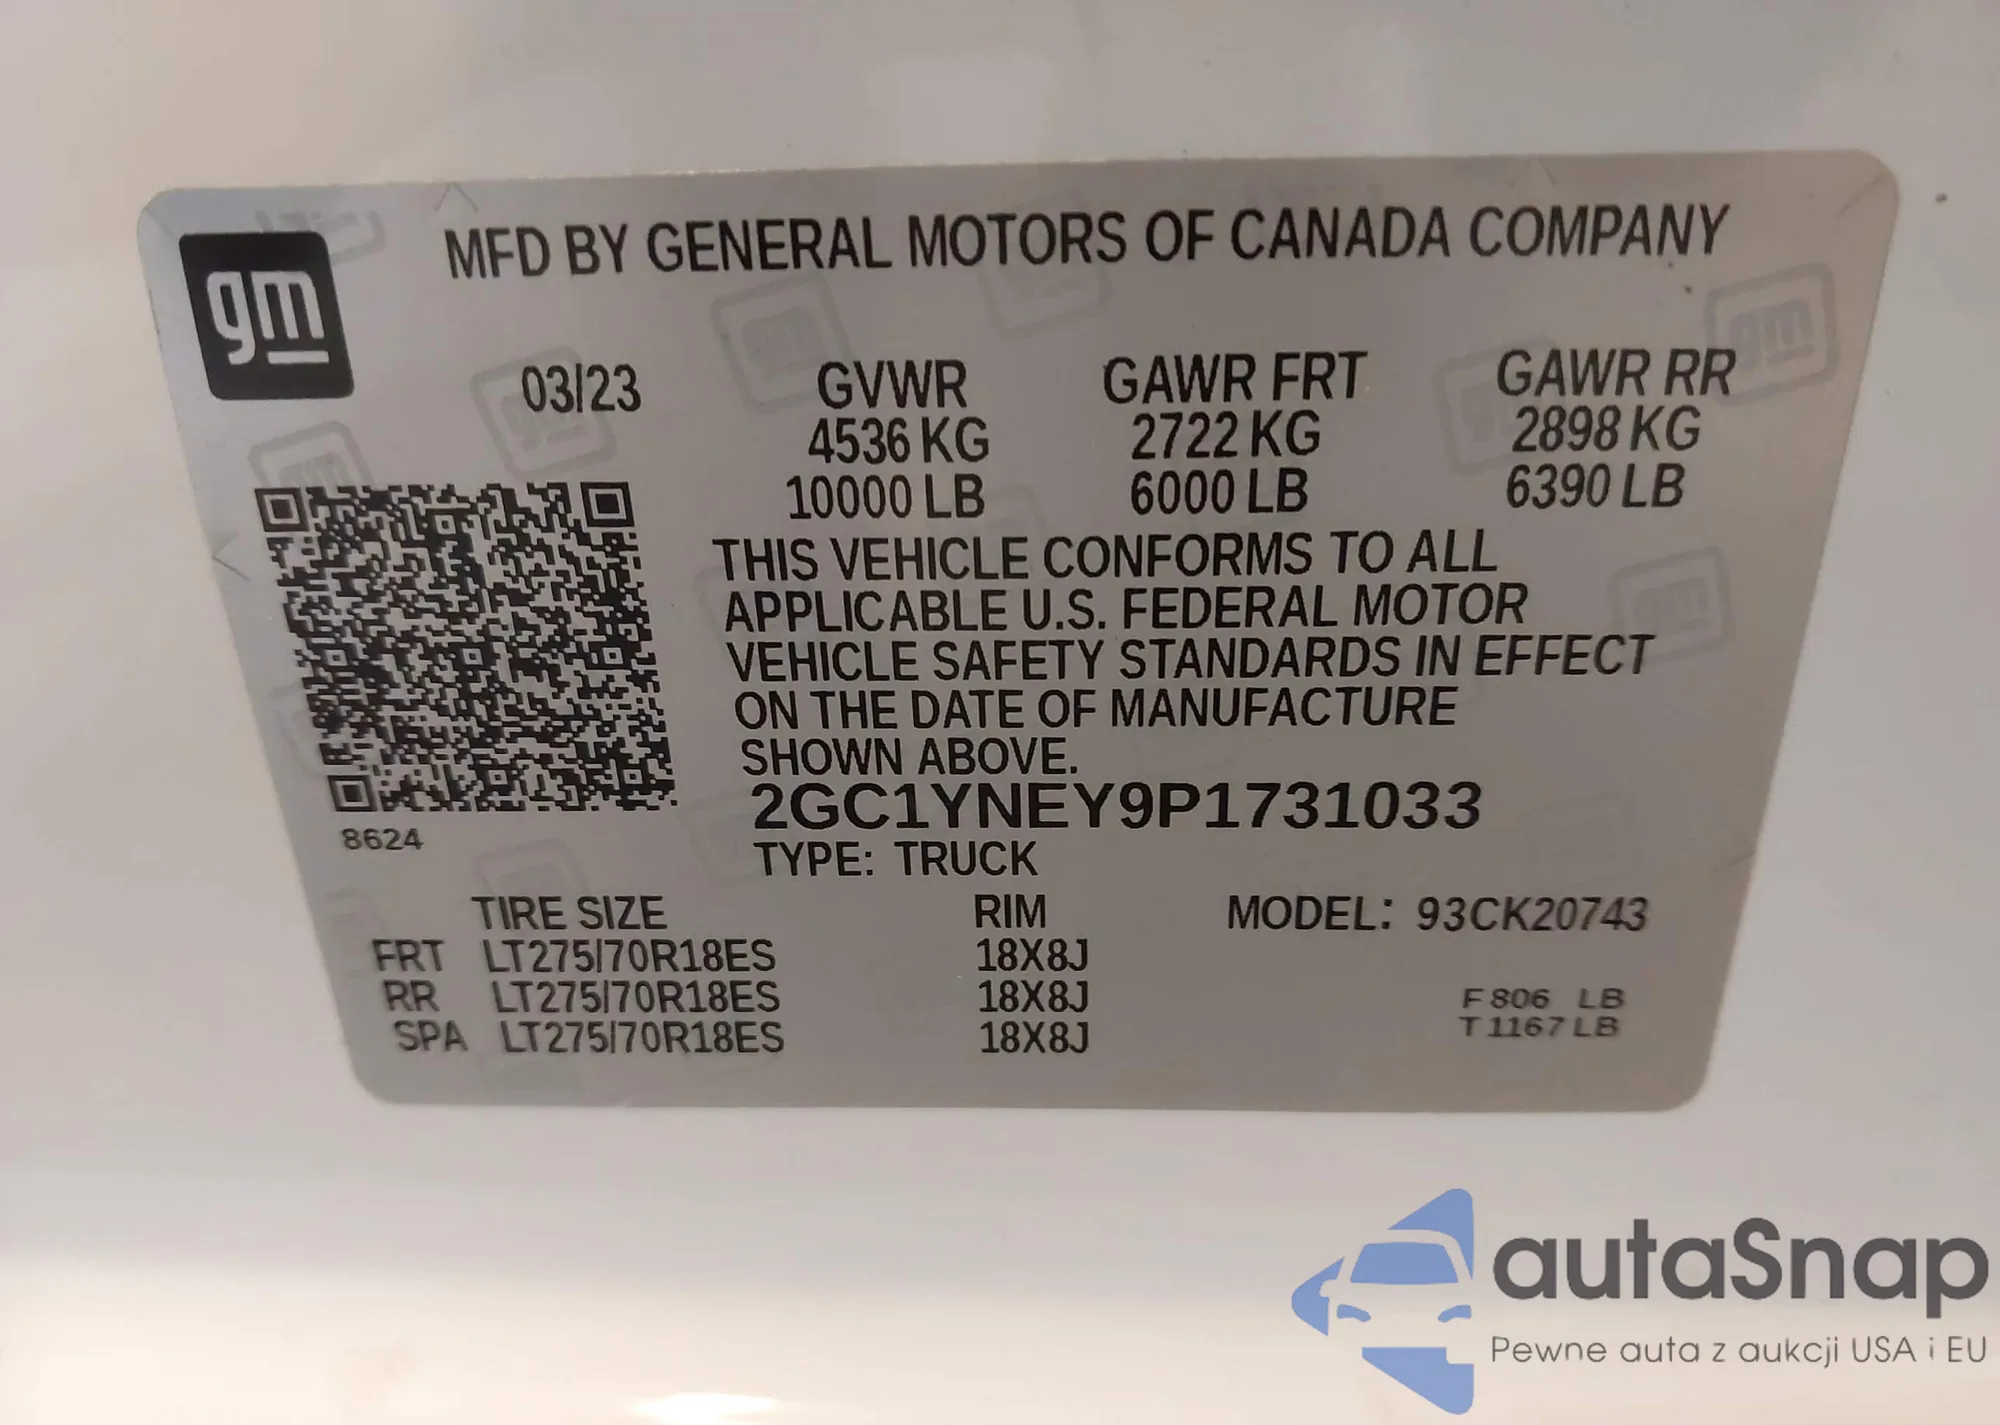 gm
MFD BY GENERAL MOTORS OF CANADA COMPANY
03/23 GVWR GAWR FRT GAWR RR
4536 KG 2722 KG 2898 KG
10000 LB 6000 LB 6390 LB
THIS VEHICLE CONFORMS TO ALL
APPLICABLE U.S. FEDERAL MOTOR
VEHICLE SAFETY STANDARDS IN EFFECT
ON THE DATE OF MANUFACTURE
SHOWN ABOVE.
2GC1YNEY9P1731033
8624
TYPE: TRUCK
TIRE SIZE RIM MODEL: 93CK20743
FRT LT275/70R18ES 18X8J
RR LT275/70R18ES 18X8J F 806 LB
SPA LT275/70R18ES 18X8J T 1167 LB
autaSnap
Pewne auta z aukcji USA i EU